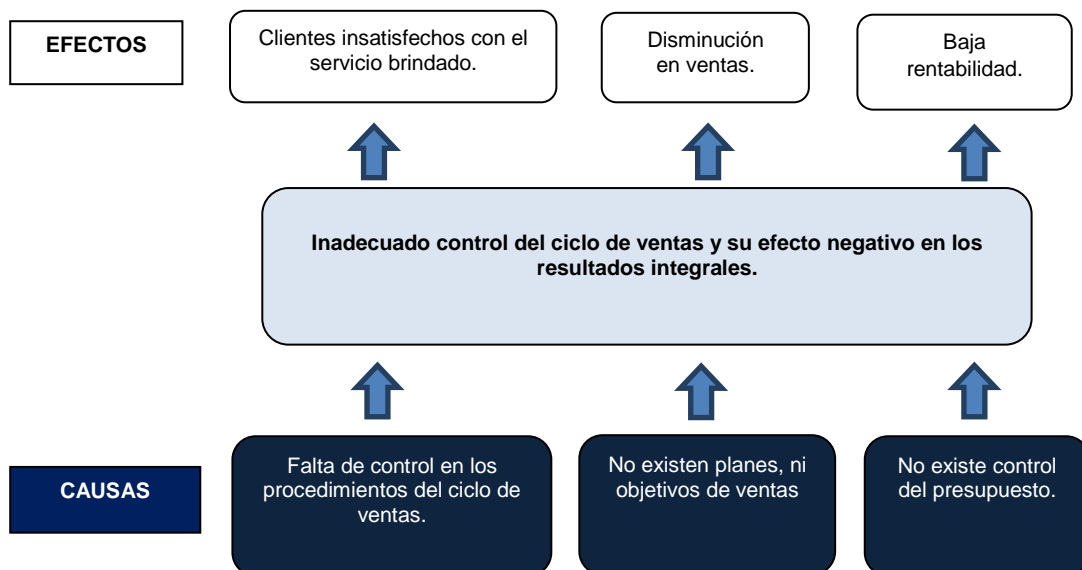 EFECTOS
Clientes insatisfechos con el
servicio brindado.
Disminución
en ventas.
Baja
rentabilidad.
Inadecuado control del ciclo de ventas y su efecto negativo en los
resultados integrales.
CAUSAS
Falta de control en los
procedimientos del ciclo de
ventas.
No existen planes, ni
objetivos de ventas
No existe control
del presupuesto.